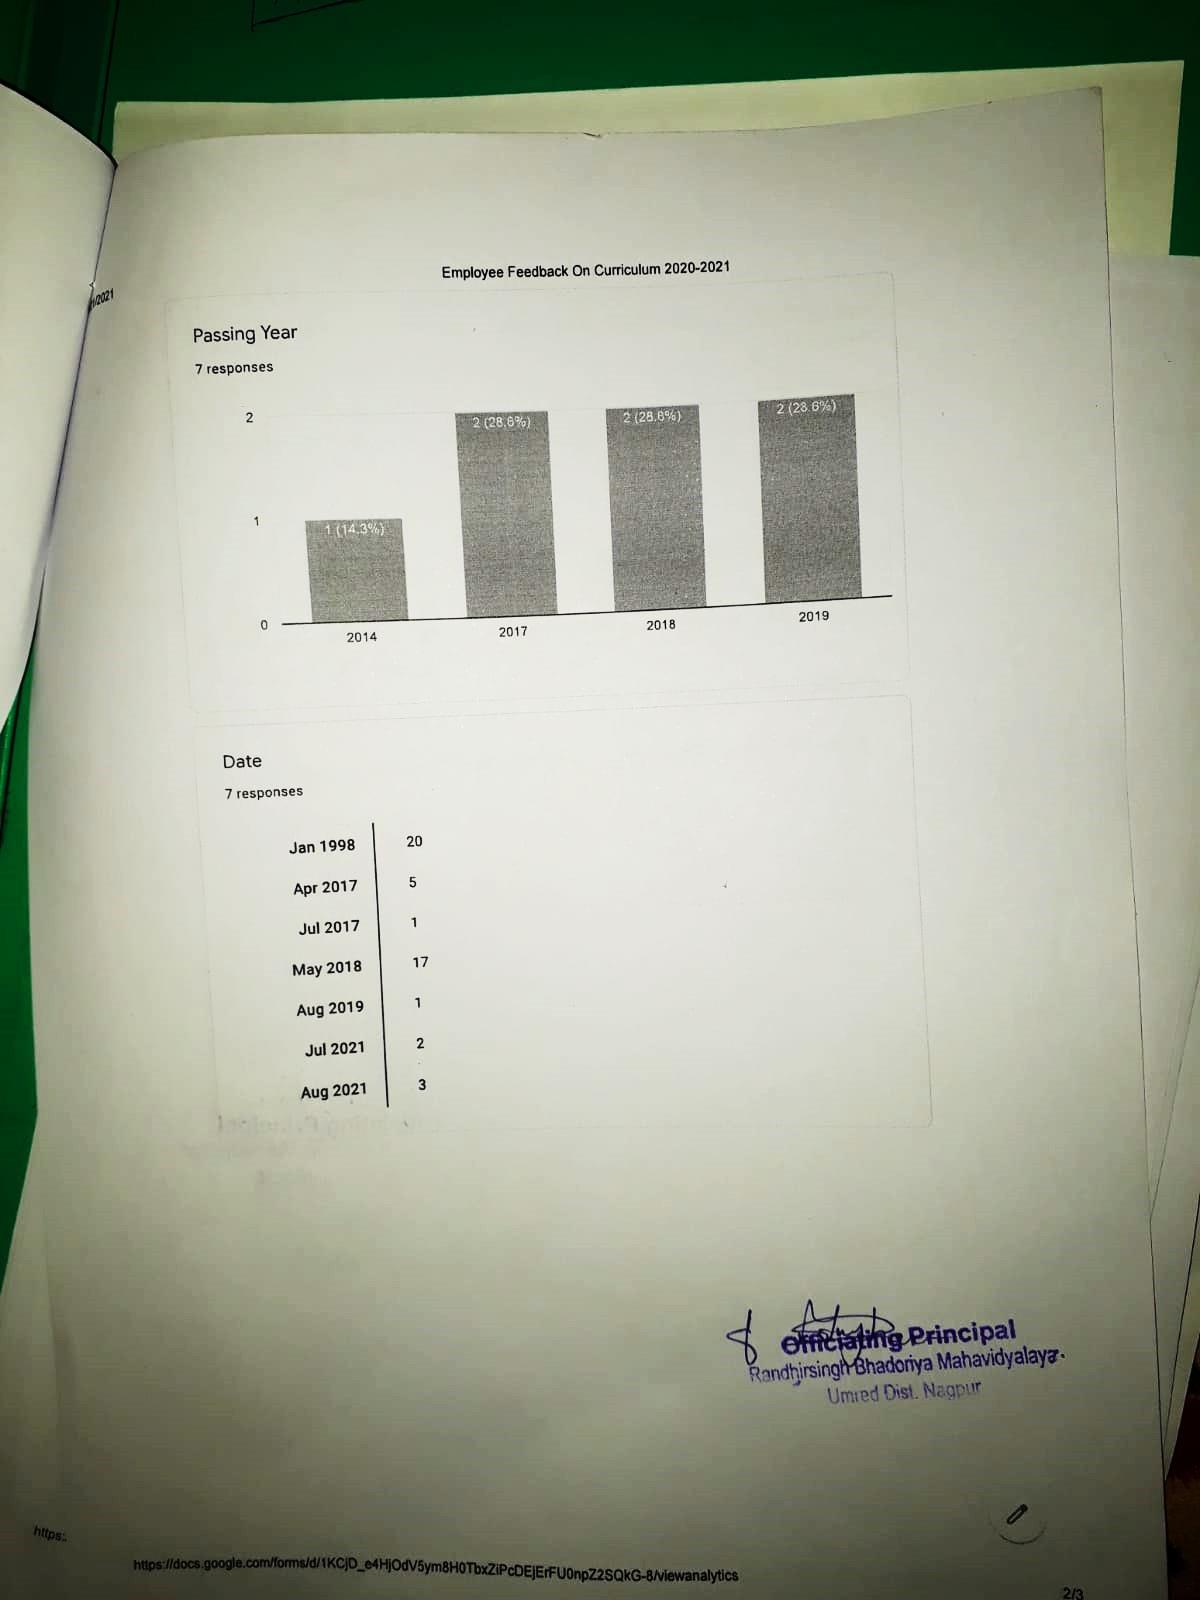 Employee Feedback On Curriculum 2020-2021
1/2021
Passing Year
7 responses
2
1
0
1 (14.3%)
2 (28.6%)
2 (28.6%)
2 (28.6%)
2014
2017
2018
2019
Date
7 responses
Jan 1998 20
Apr 2017 5
Jul 2017 1
May 2018 17
Aug 2019 1
Jul 2021 2
Aug 2021 3
Officiating Principal
Randhirsingh Bhadoriya Mahavidyalaya.
Umred Dist. Nagpur
https:
https://docs.google.com/forms/d/1KCjD_e4HjOdV5ym8H0TbxZiPcDEjErFU0npZ2SQkG-8/viewanalytics
2/3